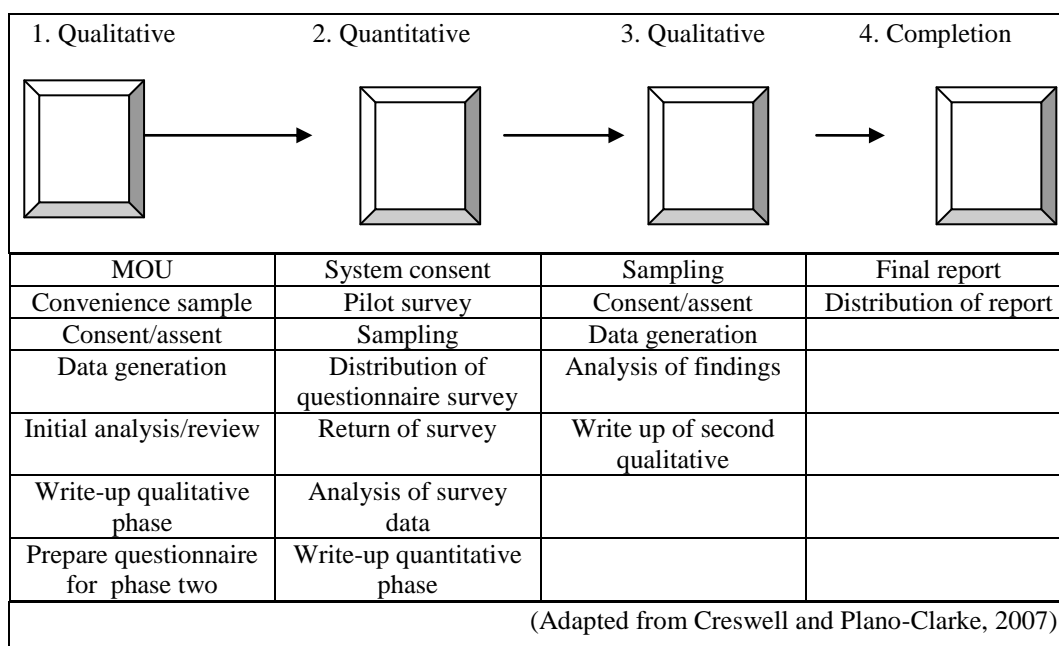 1. Qualitative 2. Quantitative 3. Qualitative 4. Completion
MOU System consent Sampling Final report
Convenience sample Pilot survey Consent/assent Distribution of report
Consent/assent Sampling Data generation
Data generation Distribution of questionnaire survey Analysis of findings
Initial analysis/review Return of survey Write up of second qualitative
Write-up qualitative phase Analysis of survey data
Prepare questionnaire for phase two Write-up quantitative phase
(Adapted from Creswell and Plano-Clarke, 2007)